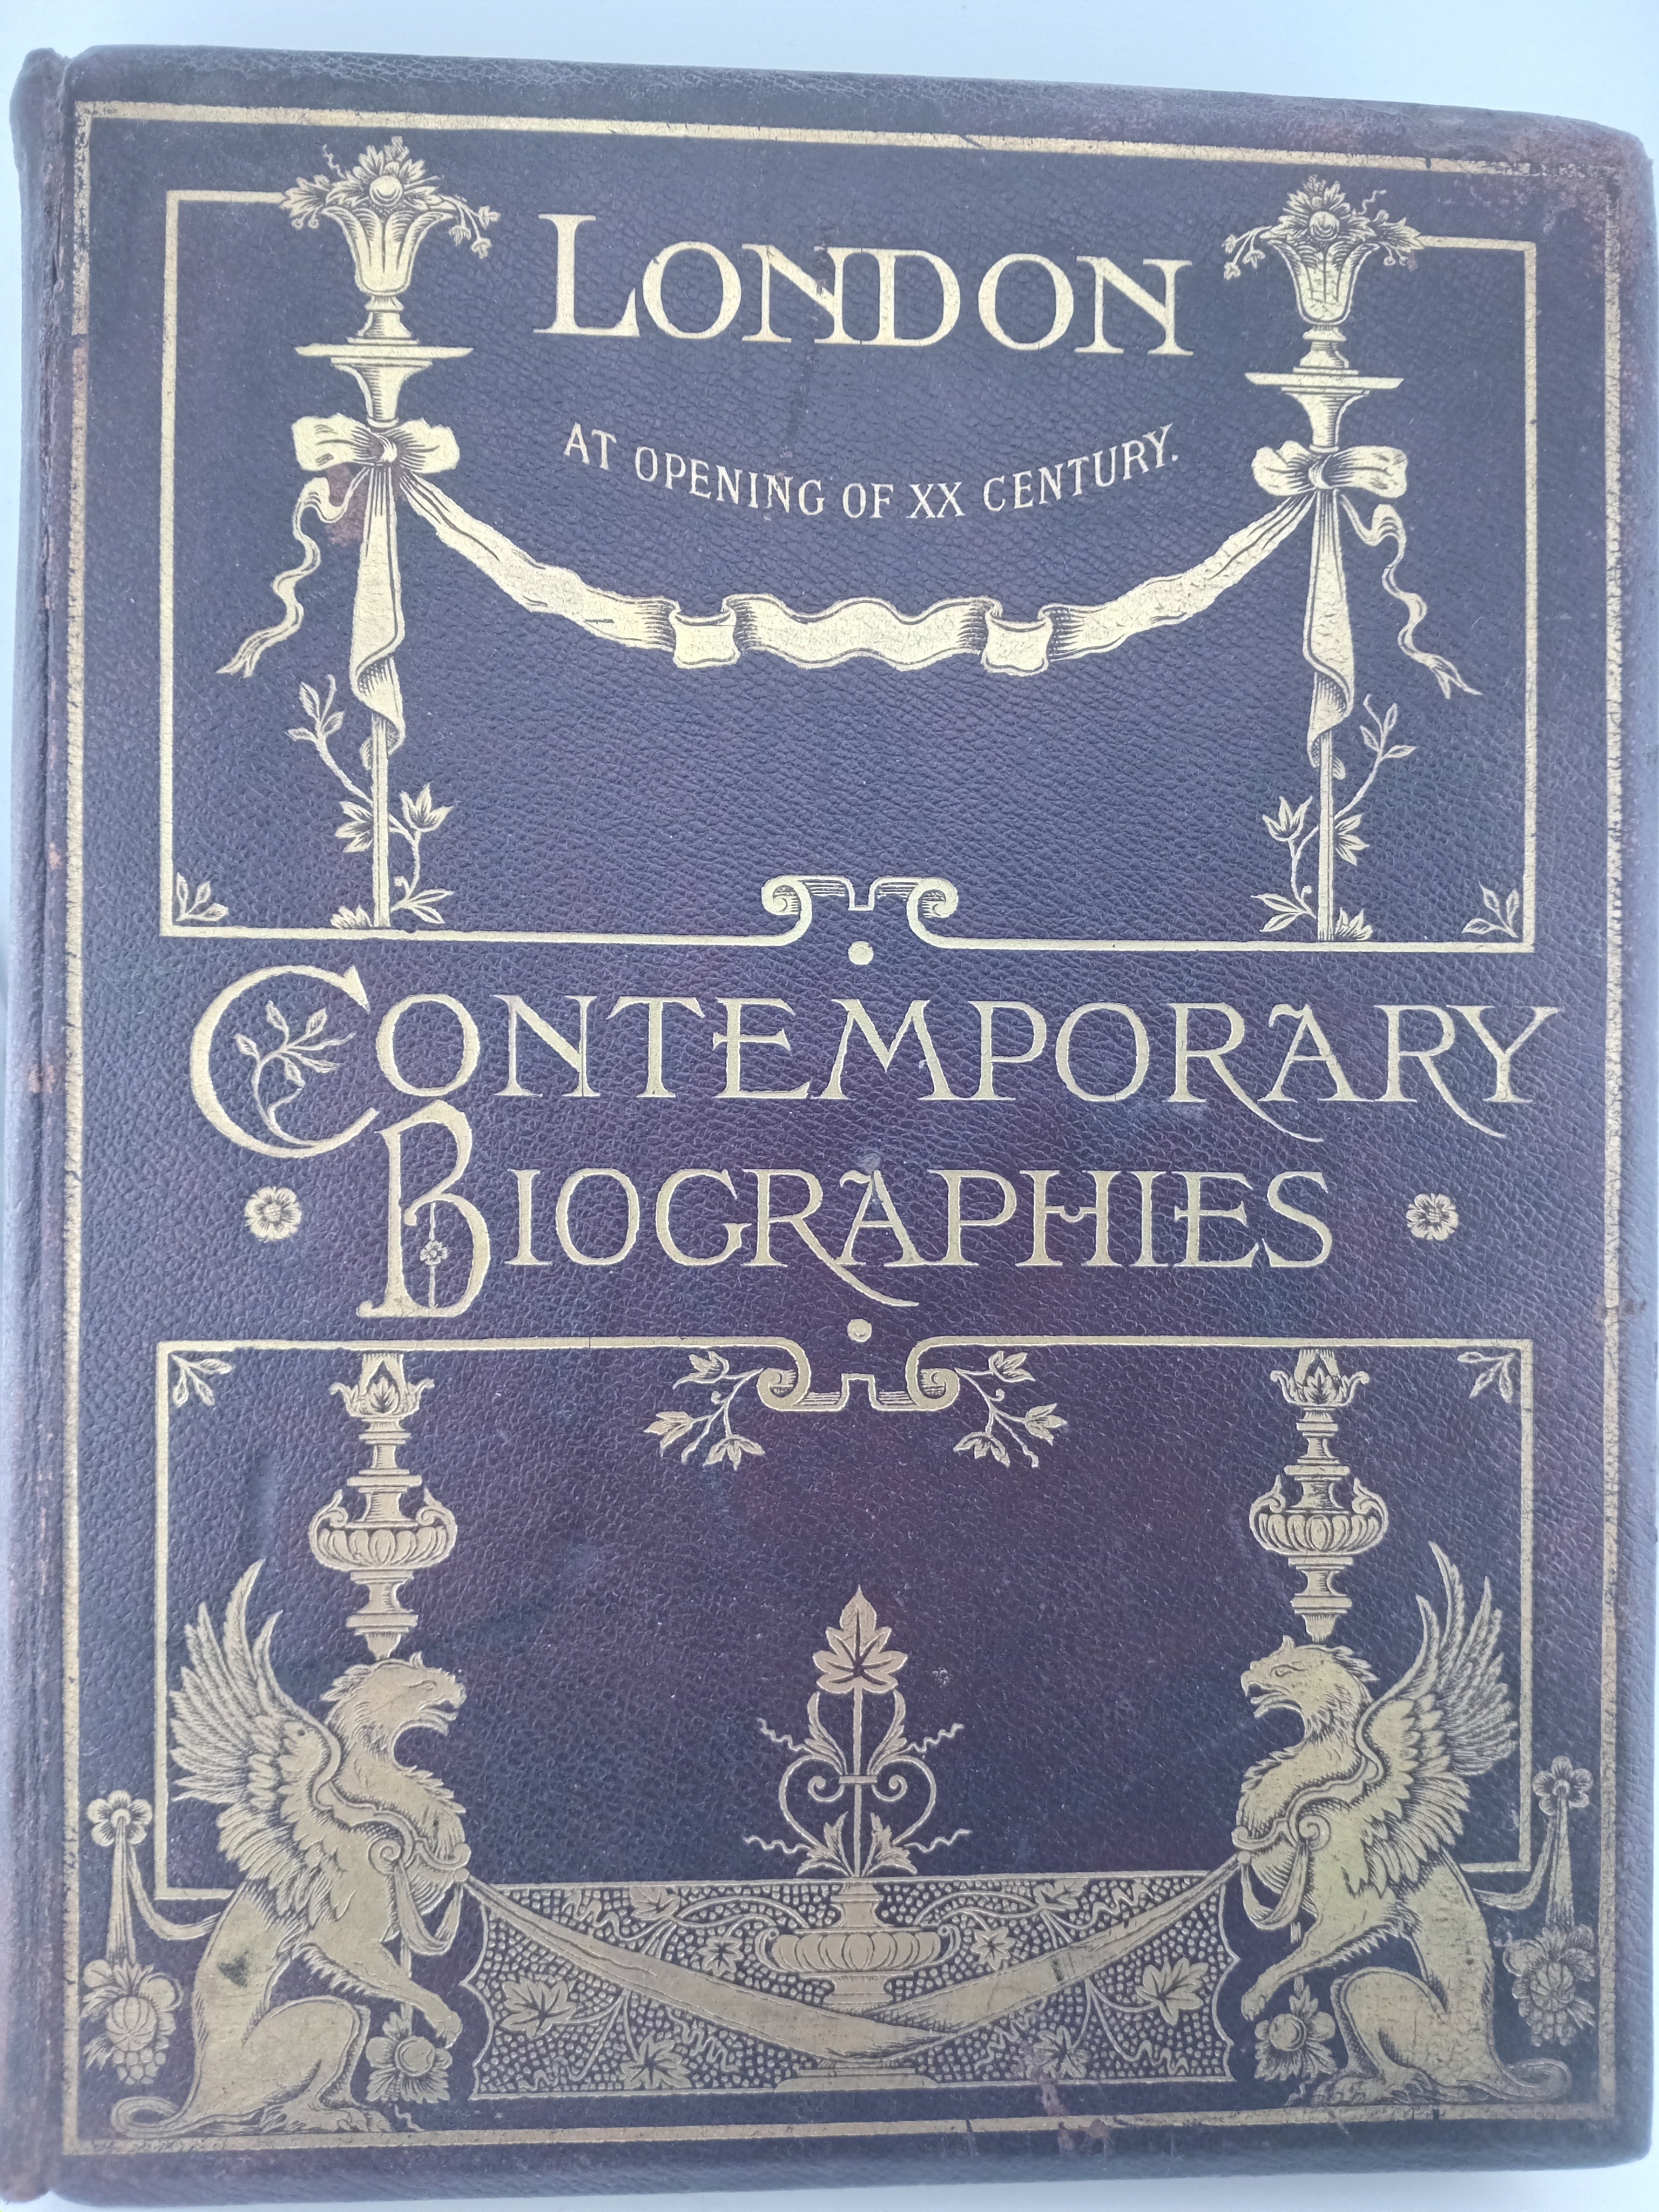 LONDON
AT OPENING OF XX CENTURY.
CONTEMPORARY
BIOGRAPHIES